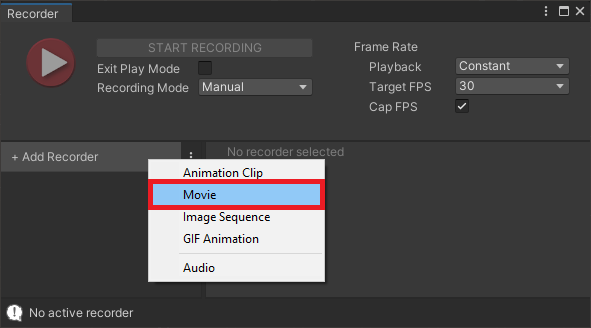 Recorder
START RECORDING
Exit Play Mode
Recording Mode Manual
Frame Rate
Playback Constant
Target FPS 30
Cap FPS
+ Add Recorder
No recorder selected
Animation Clip
Movie
Image Sequence
GIF Animation
Audio
No active recorder